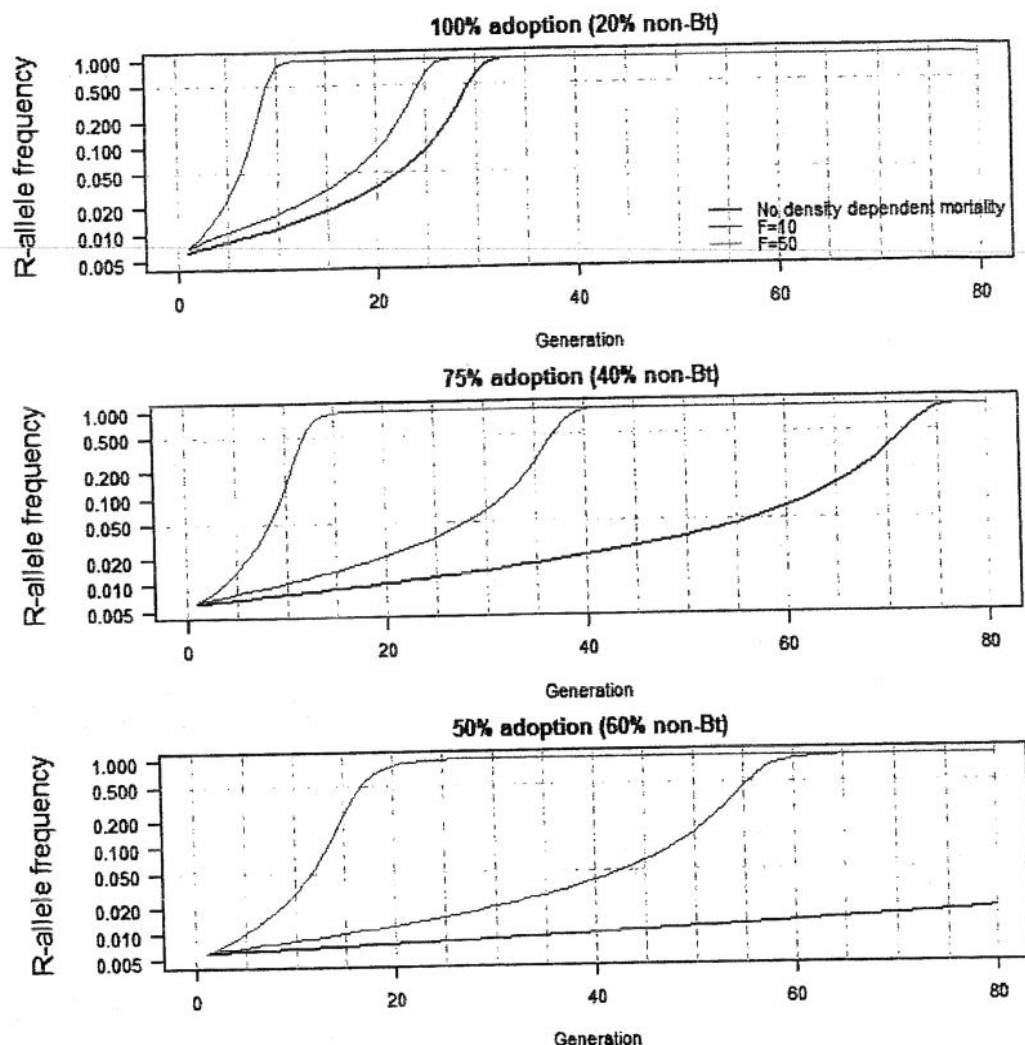 100% adoption (20% non-Bt)
R-allele frequency
1.000
0.500
0.200
0.100
0.050
0.020
0.010
0.005
No density dependent mortality
F=10
F=50
0 20 40 60 80
Generation
75% adoption (40% non-Bt)
R-allele frequency
1.000
0.500
0.200
0.100
0.050
0.020
0.010
0.005
0 20 40 60 80
Generation
50% adoption (60% non-Bt)
R-allele frequency
1.000
0.500
0.200
0.100
0.050
0.020
0.010
0.005
0 20 40 60 80
Generation